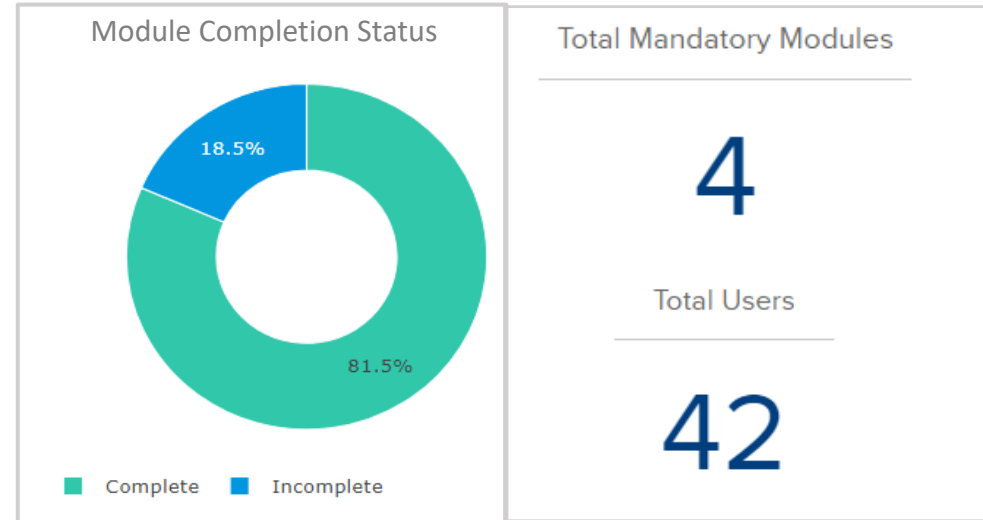 Module Completion Status
18.5%
81.5%
Complete
Incomplete
Total Mandatory Modules
4
Total Users
42